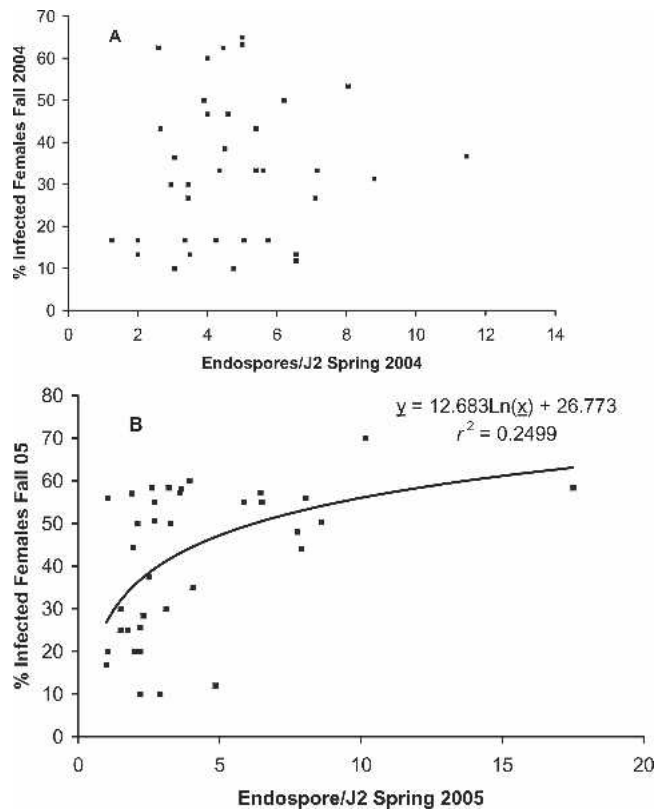 A
70
60
50
40
30
20
10
0
% Infected Females Fall 2004
0 2 4 6 8 10 12 14
Endospores/J2 Spring 2004
B
80
70
60
50
40
30
20
10
0
% Infected Females Fall 05
y = 12.683Ln(x) + 26.773
r² = 0.2499
0 5 10 15 20
Endospore/J2 Spring 2005